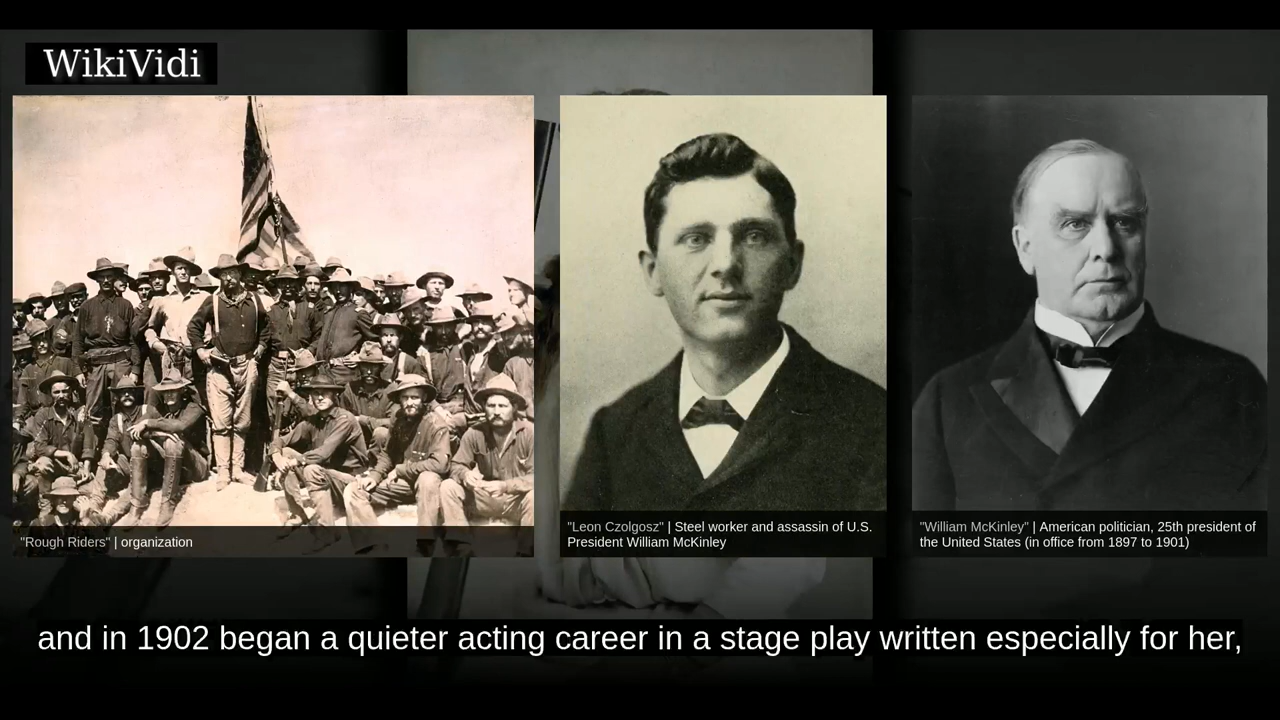 WikiVidi
"Rough Riders" | organization
"Leon Czolgosz" | Steel worker and assassin of U.S.
President William McKinley
"William McKinley" | American politician, 25th president of
the United States (in office from 1897 to 1901)
and in 1902 began a quieter acting career in a stage play written especially for her,